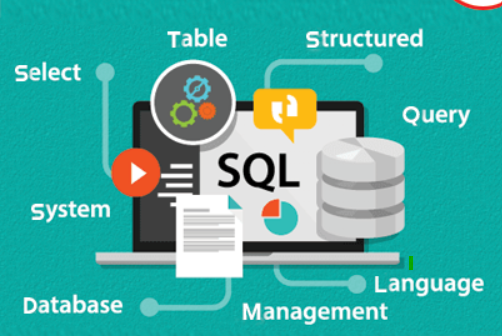 Table
Structured
Select
Query
SQL
System
Language
Database
Management